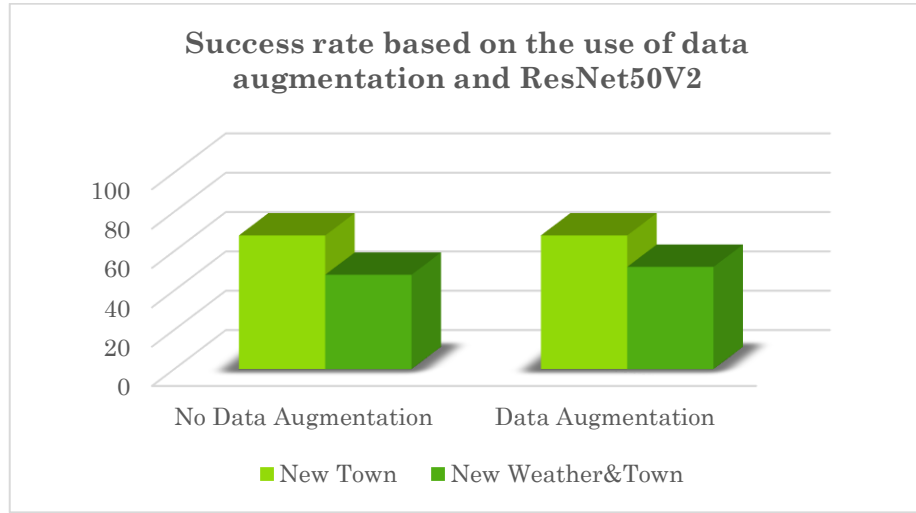 Success rate based on the use of data
augmentation and ResNet50V2
100
80
60
40
20
0
No Data Augmentation
Data Augmentation
New Town
New Weather&Town